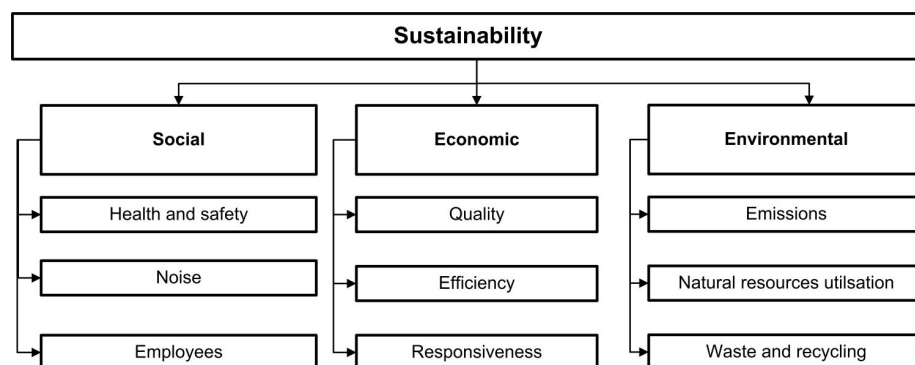 Sustainability
Social
Economic
Environmental
Health and safety
Quality
Emissions
Noise
Efficiency
Natural resources utilsation
Employees
Responsiveness
Waste and recycling